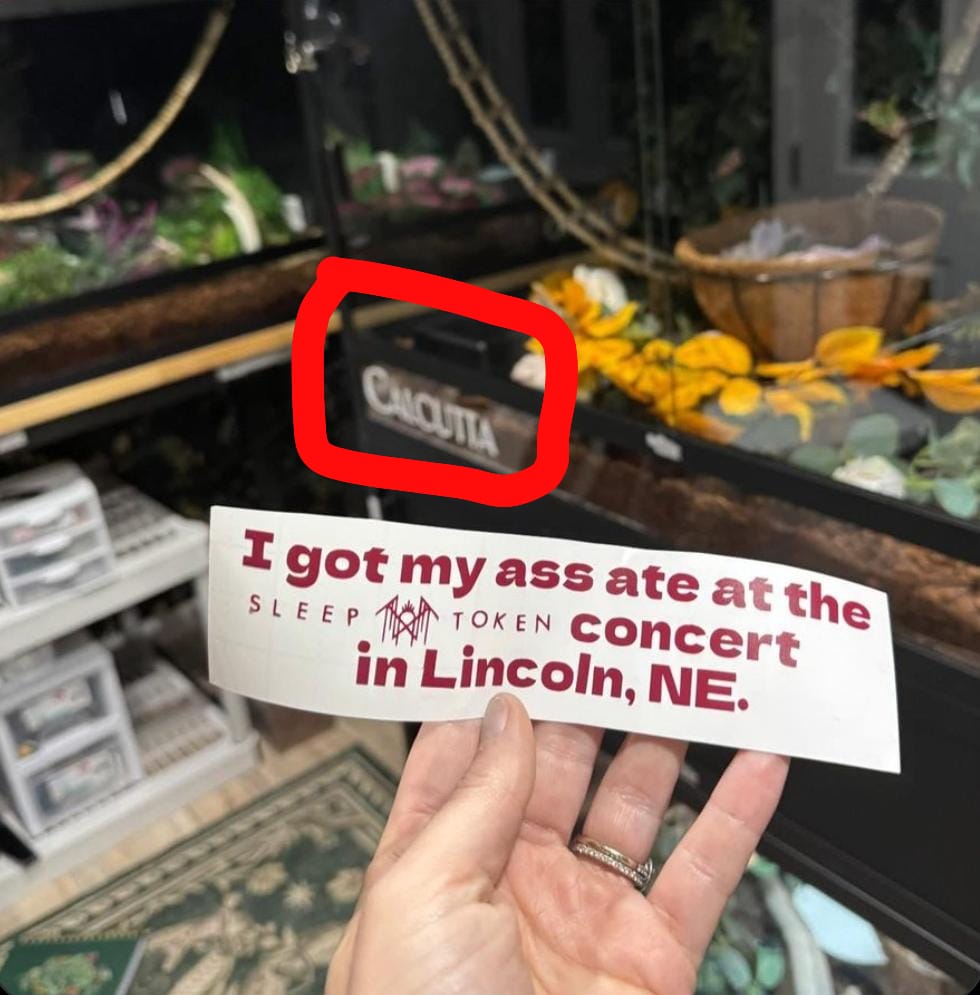 CALCUTTA
I got my ass ate at the
SLEEP TOKEN concert
in Lincoln, NE.